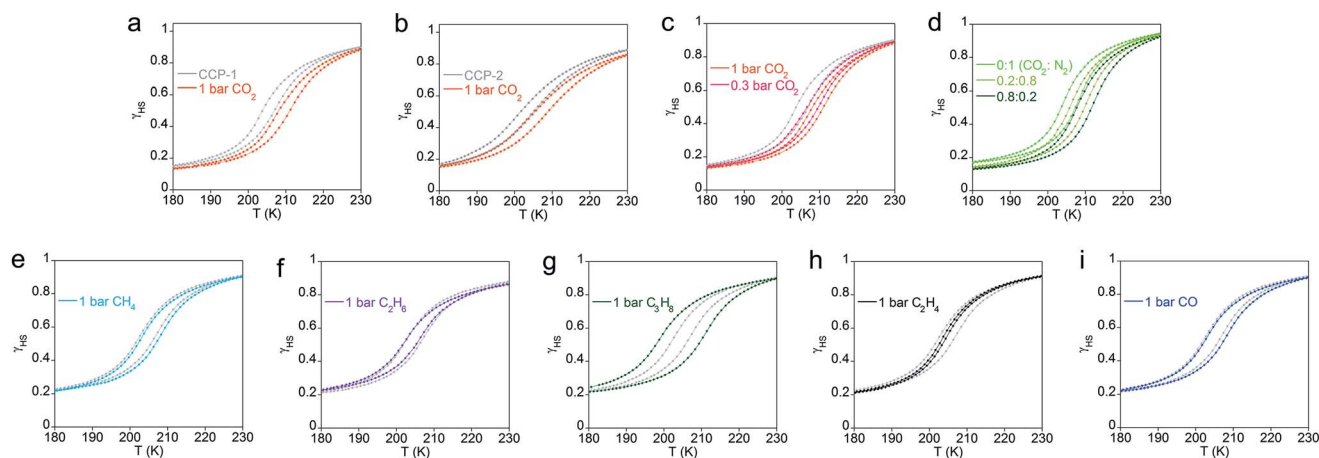 a
1
0.8
0.6
0.4
0.2
0
γHS
CCP-1
1 bar CO2
180 190 200 210 220 230
T (K)
b
1
0.8
0.6
0.4
0.2
0
γHS
CCP-2
1 bar CO2
180 190 200 210 220 230
T (K)
c
1
0.8
0.6
0.4
0.2
0
γHS
1 bar CO2
0.3 bar CO2
180 190 200 210 220 230
T (K)
d
1
0.8
0.6
0.4
0.2
0
γHS
0:1 (CO2: N2)
0.2:0.8
0.8:0.2
180 190 200 210 220 230
T (K)
e
1
0.8
0.6
0.4
0.2
0
γHS
1 bar CH4
180 190 200 210 220 230
T (K)
f
1
0.8
0.6
0.4
0.2
0
γHS
1 bar C2H6
180 190 200 210 220 230
T (K)
g
1
0.8
0.6
0.4
0.2
0
γHS
1 bar C3H8
180 190 200 210 220 230
T (K)
h
1
0.8
0.6
0.4
0.2
0
γHS
1 bar C2H4
180 190 200 210 220 230
T (K)
i
1
0.8
0.6
0.4
0.2
0
γHS
1 bar CO
180 190 200 210 220 230
T (K)